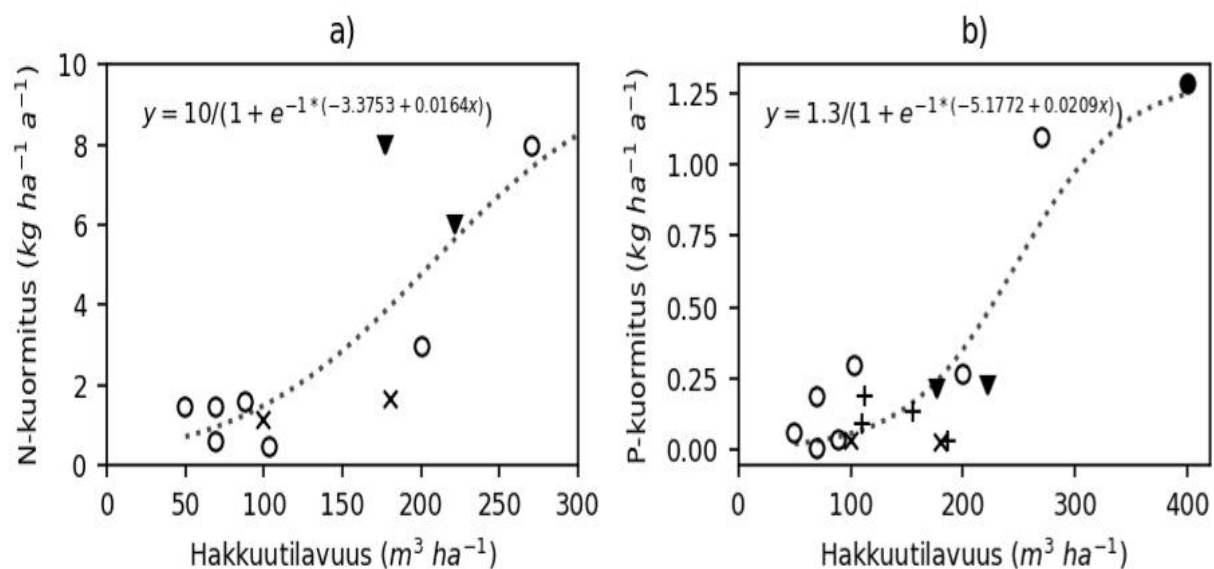 a)
N-kuormitus (kg ha⁻¹ a⁻¹)
10
8
6
4
2
0
y = 10/(1 + e^{−1*(−3.3753 + 0.0164x)})
0 50 100 150 200 250 300
Hakkuutilavuus (m³ ha⁻¹)
b)
P-kuormitus (kg ha⁻¹ a⁻¹)
1.25
1.00
0.75
0.50
0.25
0.00
y = 1.3/(1 + e^{−1*(−5.1772 + 0.0209x)})
0 100 200 300 400
Hakkuutilavuus (m³ ha⁻¹)